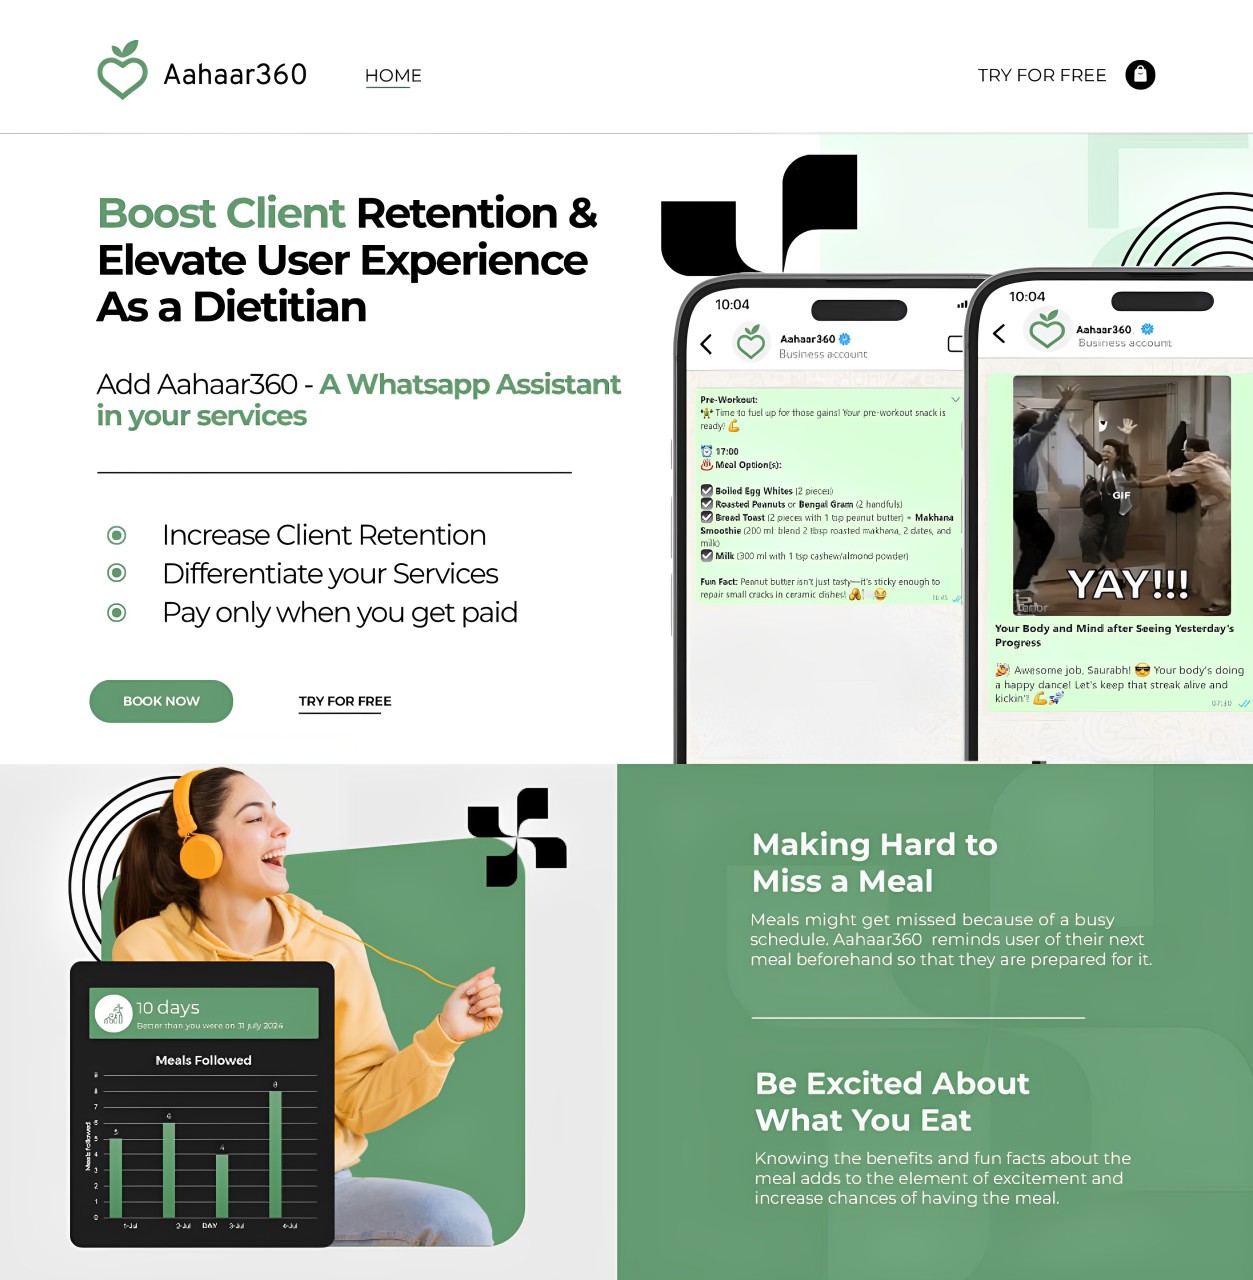 Aahaar360
HOME
TRY FOR FREE
Boost Client Retention &
Elevate User Experience
As a Dietitian
Add Aahaar360 - A Whatsapp Assistant
in your services
Increase Client Retention
Differentiate your Services
Pay only when you get paid
BOOK NOW
TRY FOR FREE
10:04
Aahaar360
Business account
Pre-Workout:
Time to fuel up for those gains! Your pre-workout snack is
ready!
17:00
Meal Option(s):
Boiled Egg Whites (2 pieces)
Roasted Peanuts or Bengal Gram (2 handfuls)
Bread Toast (2 pieces with 1 tsp peanut butter) + Makhana
Smoothie (200 ml: blend 2 tbsp roasted makhana, 2 dates, and
milk)
Milk (300 ml with 1 tsp cashew/almond powder)
Fun Fact: Peanut butter isn't just tasty—it's sticky enough to
repair small cracks in ceramic dishes!
10:04
Aahaar360
Business account
GIF
YAY!!!
Your Body and Mind after Seeing Yesterday's
Progress
Awesome job, Saurabh! 😎 Your body's doing
a happy dance! Let's keep that streak alive and
kickin'!
07:30
10 days
Better than you were on 31 july 2024
Meals Followed
9
8
7
6
5
4
3
2
1
0
Meals Followed
5
6
4
8
1-Jul
2-Jul
DAY
3-Jul
4-Jul
Making Hard to
Miss a Meal
Meals might get missed because of a busy
schedule. Aahaar360 reminds user of their next
meal beforehand so that they are prepared for it.
Be Excited About
What You Eat
Knowing the benefits and fun facts about the
meal adds to the element of excitement and
increase chances of having the meal.